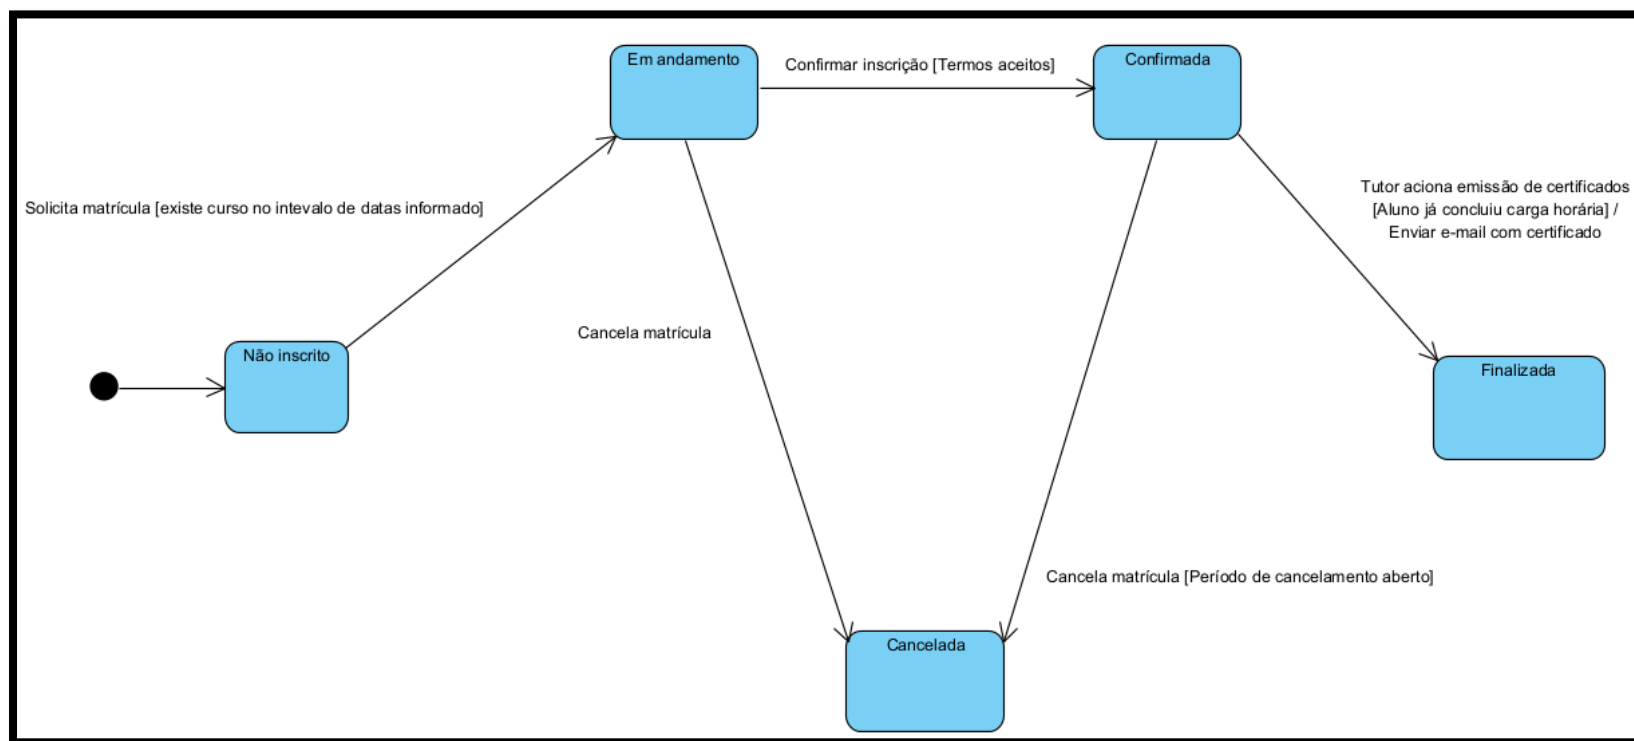 Em andamento
Confirmar inscrição [Termos aceitos]
Confirmada
Solicita matrícula [existe curso no intevalo de datas informado]
Tutor aciona emissão de certificados
[Aluno já concluiu carga horária] /
Enviar e-mail com certificado
Cancela matrícula
Não inscrito
Finalizada
Cancela matrícula [Período de cancelamento aberto]
Cancelada